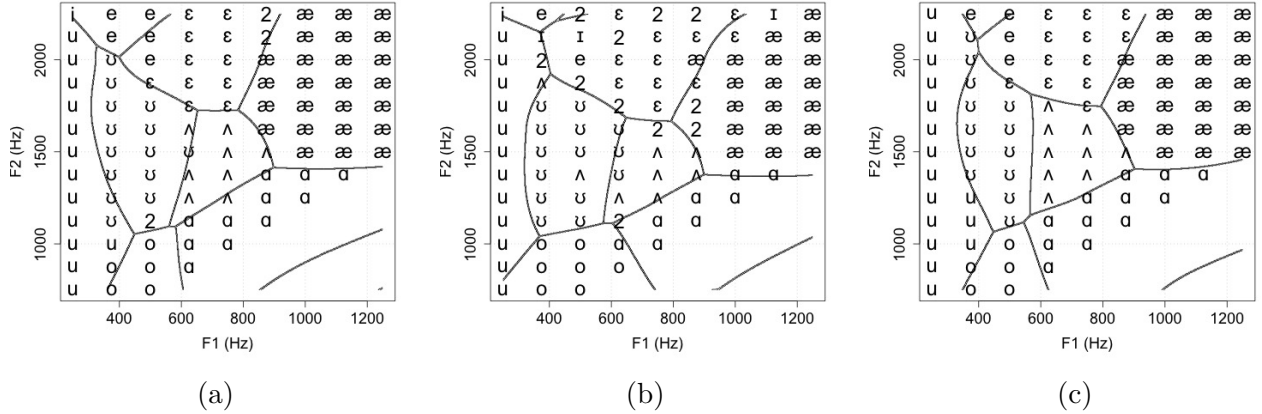 i e e ɛ ɛ 2 æ æ æ
u e e ɛ ɛ 2 æ æ æ
2000 u ʊ e ɛ ɛ æ æ æ æ
u ʊ ɛ ɛ ɛ æ æ æ æ
u ʊ ʊ ɛ ɛ æ æ æ æ
u ʊ ʊ ʌ ʌ æ æ æ æ
1500 u ʊ ʊ ʊ ʌ ʌ æ æ æ
u ʊ ʊ ʌ ʌ ɑ ɑ ɑ
u ʊ ʊ ʌ ʌ ɑ ɑ
u ʊ 2 ɑ ɑ ɑ
1000 u u o ɑ ɑ
u o o ɑ
u o o
F2 (Hz)
400 600 800 1000 1200
F1 (Hz)
(a)
i e 2 ɛ 2 2 ɛ ɪ æ
u ɪ ɪ 2 ɛ ɛ ɛ æ æ
2000 u 2 e ɛ ɛ æ æ æ æ
u ʌ 2 ɛ ɛ ɛ æ æ æ
u ʊ ʊ 2 ɛ 2 æ æ æ
u ʊ ʊ ʊ 2 2 æ æ æ
1500 u ʊ ʊ ʊ ʌ ʌ æ æ æ
u ʊ ʌ ʌ ʌ ʌ ɑ ɑ
u ʊ ʊ ʌ ʌ ɑ ɑ
u ʊ ʊ 2 ɑ ɑ
1000 u o o ɑ ɑ
u o o o
u o o
F2 (Hz)
400 600 800 1000 1200
F1 (Hz)
(b)
u e e ɛ ɛ ɛ æ æ æ
u ʊ e ɛ ɛ ɛ æ æ æ
2000 u ʊ ɛ ɛ ɛ æ æ æ æ
u ʊ ɛ ɛ ɛ æ æ æ æ
u ʊ ʊ ʌ ɛ æ æ æ æ
u ʊ ʊ ʌ ʌ æ æ æ æ
1500 u ʊ ʊ ʌ ʌ ʌ æ æ æ
u ʊ ʊ ʌ ʌ ɑ ɑ ɑ
u ʊ ʊ ʌ ɑ ɑ ɑ
u ʊ ʊ ɑ ɑ ɑ
1000 u u o ɑ ɑ
u o o ɑ
u o o
F2 (Hz)
400 600 800 1000 1200
F1 (Hz)
(c)